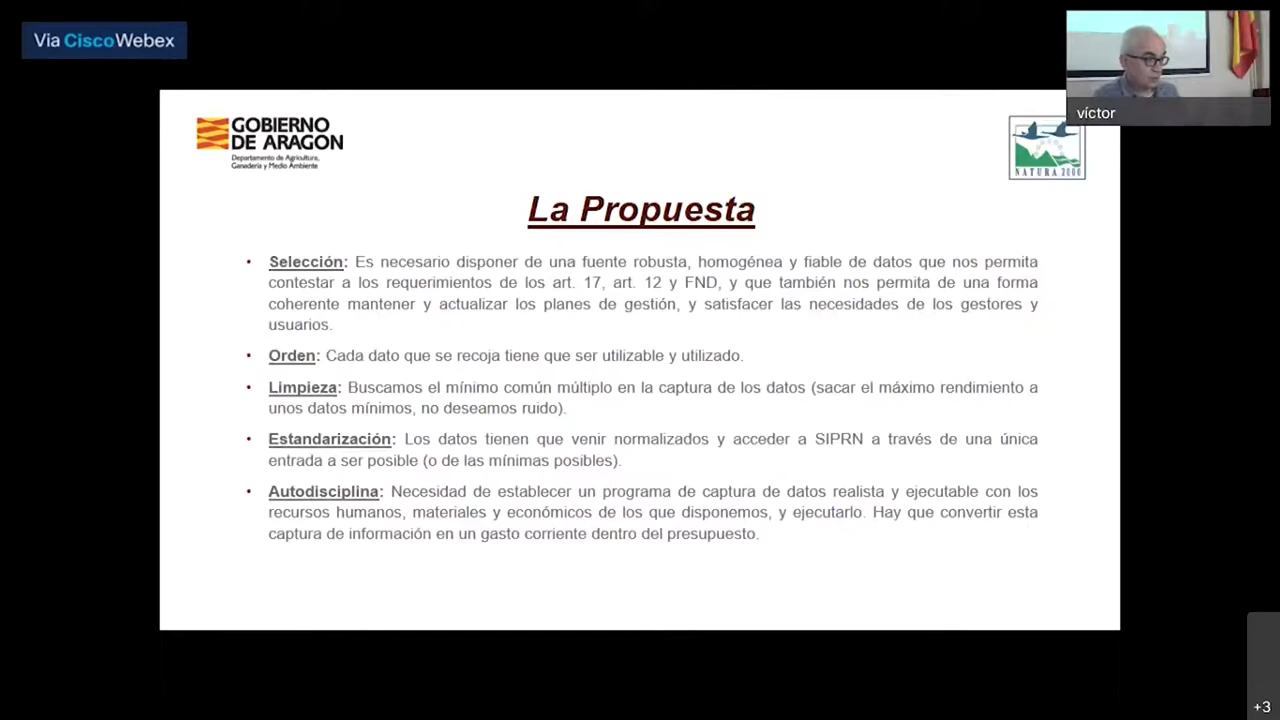 Vía CiscoWebex
víctor
GOBIERNO
DE ARAGON
Departamento de Agricultura,
Ganadería y Medio Ambiente
NATURA 2000
La Propuesta
• Selección: Es necesario disponer de una fuente robusta, homogénea y fiable de datos que nos permita
contestar a los requerimientos de los art. 17, art. 12 y FND, y que también nos permita de una forma
coherente mantener y actualizar los planes de gestión, y satisfacer las necesidades de los gestores y
usuarios.
• Orden: Cada dato que se recoja tiene que ser utilizable y utilizado.
• Limpieza: Buscamos el mínimo común múltiplo en la captura de los datos (sacar el máximo rendimiento a
unos datos mínimos, no deseamos ruido).
• Estandarización: Los datos tienen que venir normalizados y acceder a SIPRN a través de una única
entrada a ser posible (o de las mínimas posibles).
• Autodisciplina: Necesidad de establecer un programa de captura de datos realista y ejecutable con los
recursos humanos, materiales y económicos de los que disponemos, y ejecutarlo. Hay que convertir esta
captura de información en un gasto corriente dentro del presupuesto.
+3